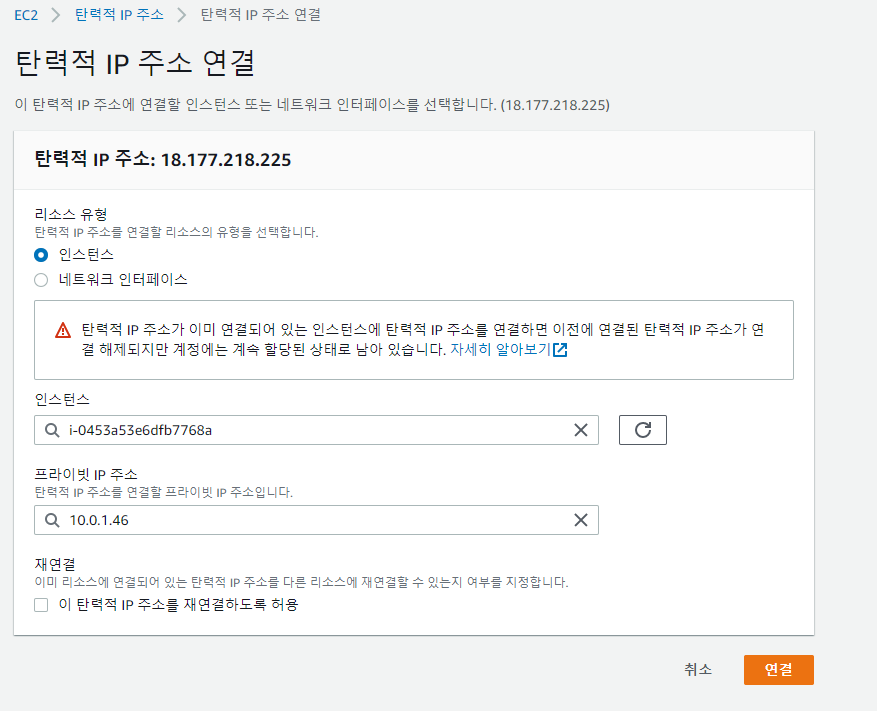 EC2 > 탄력적 IP 주소 > 탄력적 IP 주소 연결
탄력적 IP 주소 연결
이 탄력적 IP 주소에 연결할 인스턴스 또는 네트워크 인터페이스를 선택합니다. (18.177.218.225)
탄력적 IP 주소: 18.177.218.225
리소스 유형
탄력적 IP 주소를 연결할 리소스의 유형을 선택합니다.
인스턴스
네트워크 인터페이스
탄력적 IP 주소가 이미 연결되어 있는 인스턴스에 탄력적 IP 주소를 연결하면 이전에 연결된 탄력적 IP 주소가 연
결 해제되지만 계정에는 계속 할당된 상태로 남아 있습니다. 자세히 알아보기
인스턴스
i-0453a53e6dfb7768a
프라이빗 IP 주소
탄력적 IP 주소를 연결할 프라이빗 IP 주소입니다.
10.0.1.46
재연결
이미 리소스에 연결되어 있는 탄력적 IP 주소를 다른 리소스에 재연결할 수 있는지 여부를 지정합니다.
이 탄력적 IP 주소를 재연결하도록 허용
취소 연결